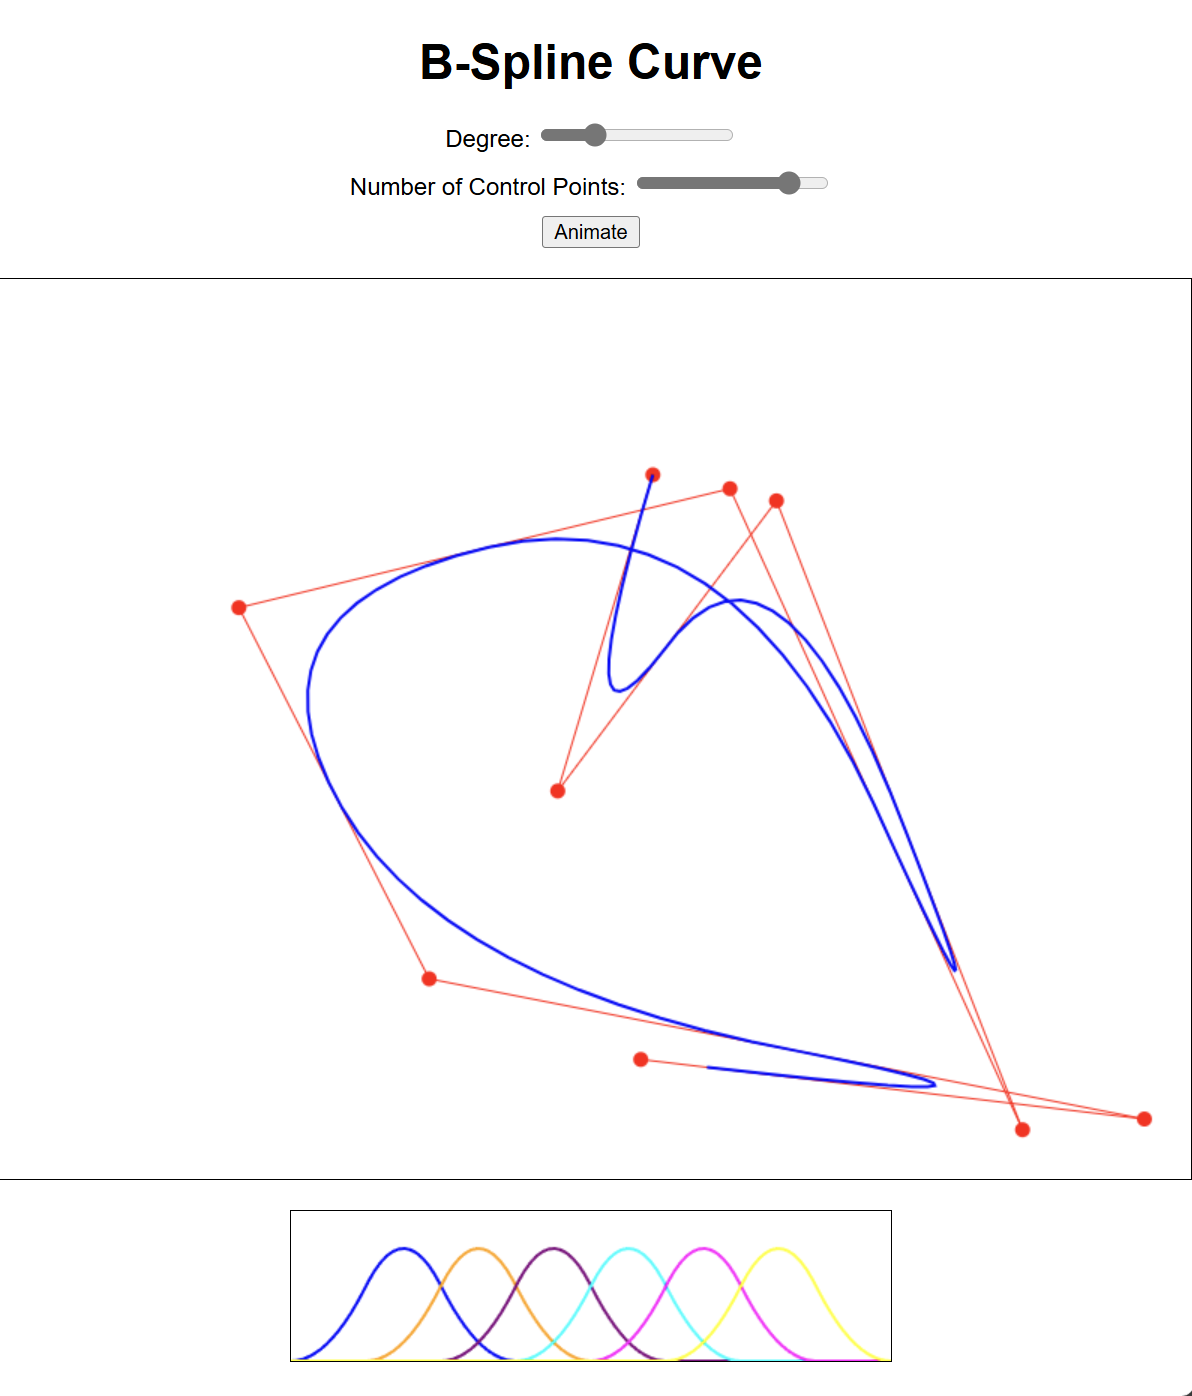 B-Spline Curve
Degree:
Number of Control Points:
Animate